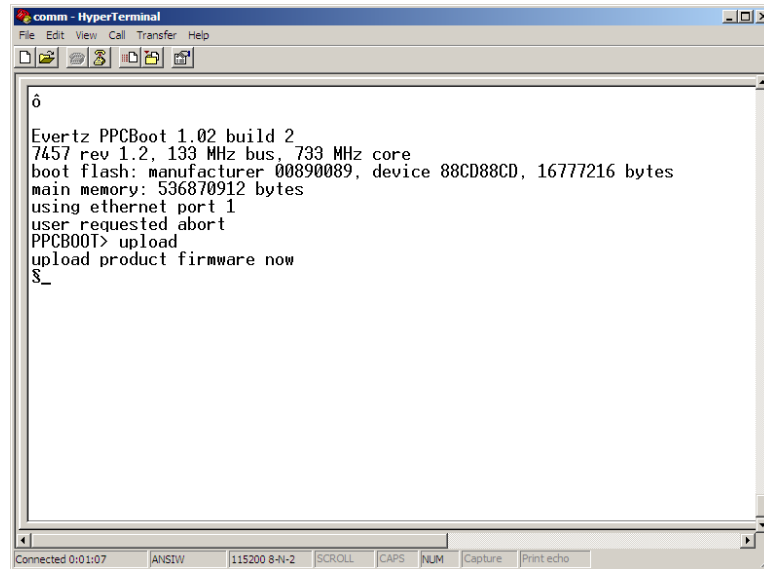 comm - HyperTerminal
File Edit View Call Transfer Help
ô
Evertz PPCBoot 1.02 build 2
7457 rev 1.2, 133 MHz bus, 733 MHz core
boot flash: manufacturer 00890089, device 88CD88CD, 16777216 bytes
main memory: 536870912 bytes
using ethernet port 1
user requested abort
PPCBOOT> upload
upload product firmware now
§_
Connected 0:01:07 ANSIW 115200 8-N-2 SCROLL CAPS NUM Capture Print echo